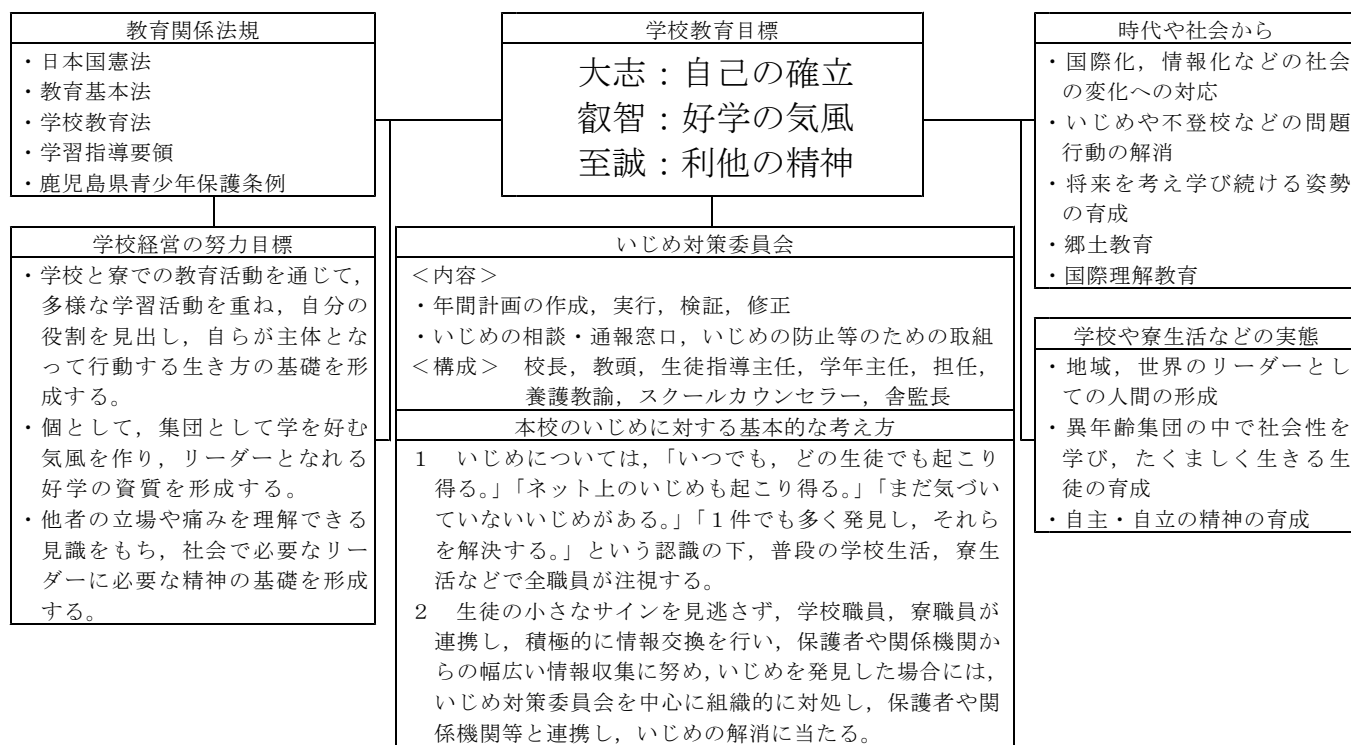 教育関係法規
・日本国憲法
・教育基本法
・学校教育法
・学習指導要領
・鹿児島県青少年保護条例
学校教育目標
大志：自己の確立
叡智：好学の気風
至誠：利他の精神
時代や社会から
・国際化，情報化などの社会
の変化への対応
・いじめや不登校などの問題
行動の解消
・将来を考え学び続ける姿勢
の育成
・郷土教育
・国際理解教育
学校経営の努力目標
・学校と寮での教育活動を通じて，
多様な学習活動を重ね，自分の
役割を見出し，自らが主体とな
って行動する生き方の基礎を形
成する。
・個として，集団として学を好む
気風を作り，リーダーとなれる
好学の資質を形成する。
・他者の立場や痛みを理解できる
見識をもち，社会で必要なリー
ダーに必要な精神の基礎を形成
する。
いじめ対策委員会
＜内容＞
・年間計画の作成，実行，検証，修正
・いじめの相談・通報窓口，いじめの防止等のための取組
＜構成＞　校長，教頭，生徒指導主任，学年主任，担任，
養護教諭，スクールカウンセラー，舎監長
本校のいじめに対する基本的な考え方
１　いじめについては，「いつでも，どの生徒でも起こり
得る。」「ネット上のいじめも起こり得る。」「まだ気づい
ていないいじめがある。」「１件でも多く発見し，それら
を解決する。」という認識の下，普段の学校生活，寮生
活などで全職員が注視する。
２　生徒の小さなサインを見逃さず，学校職員，寮職員が
連携し，積極的に情報交換を行い，保護者や関係機関か
らの幅広い情報収集に努め，いじめを発見した場合には，
いじめ対策委員会を中心に組織的に対処し，保護者や関
係機関等と連携し，いじめの解消に当たる。
学校や寮生活などの実態
・地域，世界のリーダーとし
ての人間の形成
・異年齢集団の中で社会性を
学び，たくましく生きる生
徒の育成
・自主・自立の精神の育成